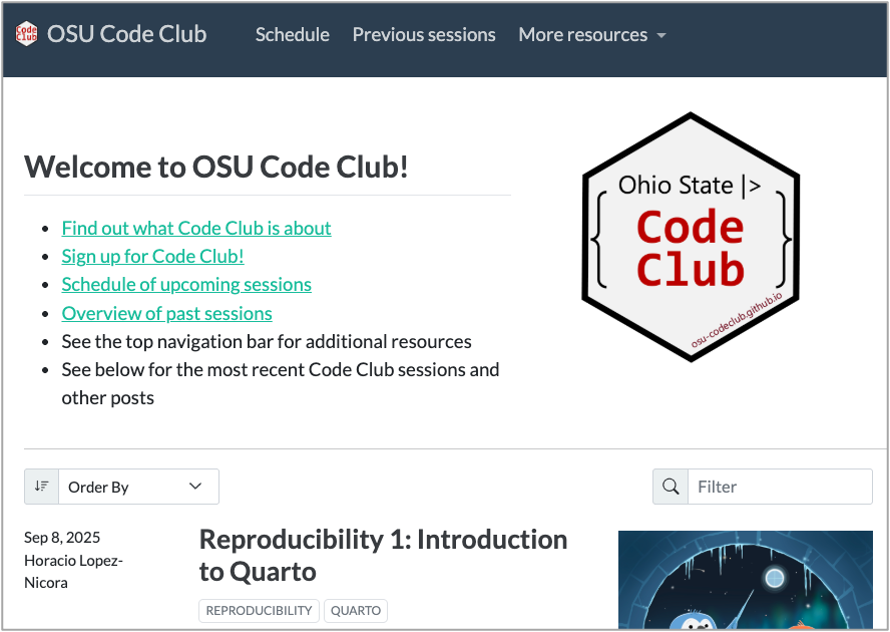 Code
Club
OSU Code Club
Schedule
Previous sessions
More resources
Welcome to OSU Code Club!
Find out what Code Club is about
Sign up for Code Club!
Schedule of upcoming sessions
Overview of past sessions
See the top navigation bar for additional resources
See below for the most recent Code Club sessions and
other posts
Ohio State |>
{ Code }
Club
osu-codeclub.github.io
Order By
Filter
Sep 8, 2025
Horacio Lopez-
Nicora
Reproducibility 1: Introduction
to Quarto
REPRODUCIBILITY
QUARTO